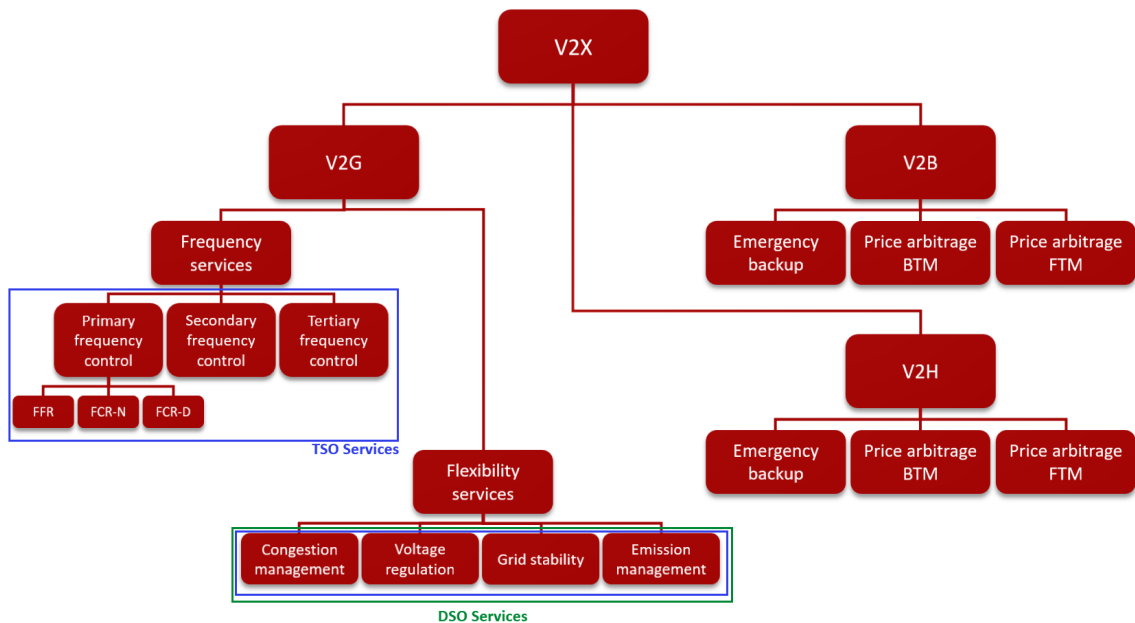 V2X
V2G
V2B
Frequency
services
Emergency
backup
Price arbitrage
BTM
Price arbitrage
FTM
Primary
frequency
control
Secondary
frequency
control
Tertiary
frequency
control
FFR
FCR-N
FCR-D
TSO Services
V2H
Emergency
backup
Price arbitrage
BTM
Price arbitrage
FTM
Flexibility
services
Congestion
management
Voltage
regulation
Grid stability
Emission
management
DSO Services